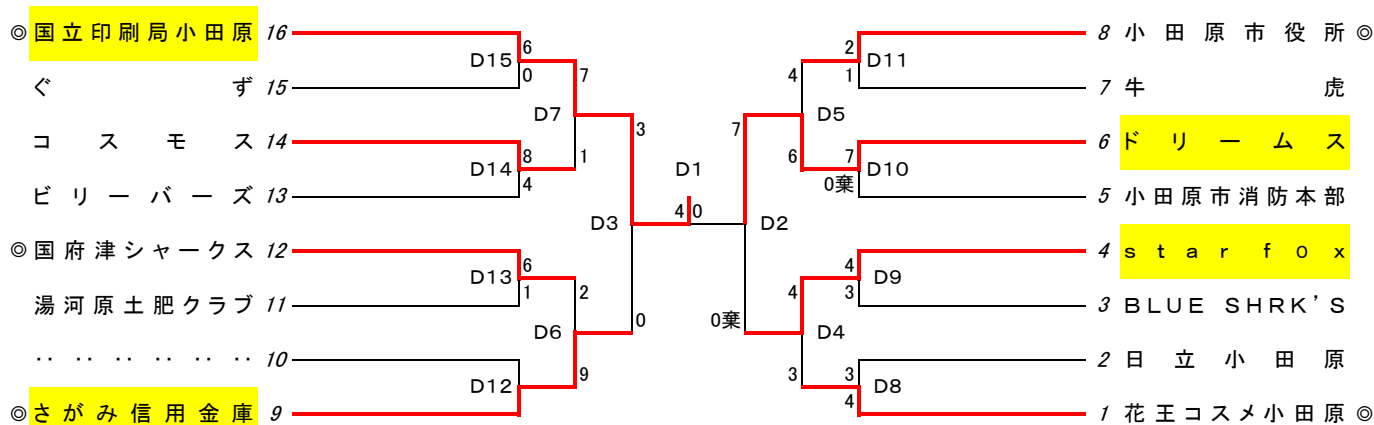 ◎ 国立印刷局小田原 16 6 2 8 小田原市役所 ◎
D15 D11
ぐず 15 0 7 4 1 7 牛虎
D7 D5
コスモス 14 3 7 6 ドリームス
D14 8 1 D1 6 7 D10
ビリーバーズ 13 4 0棄 5 小田原市消防本部
D3 4 0 D2
◎ 国府津シャークス 12 6 4 4 star fox
D13 D9
湯河原土肥クラブ 11 1 2 0 0棄 4 3 3 BLUE SHRK'S
D6 D4
‥ ‥ ‥ ‥ ‥ ‥ 10 9 3 3 2 日立小田原
D12 D8
◎ さがみ信用金庫 9 4 1 花王コスメ小田原 ◎